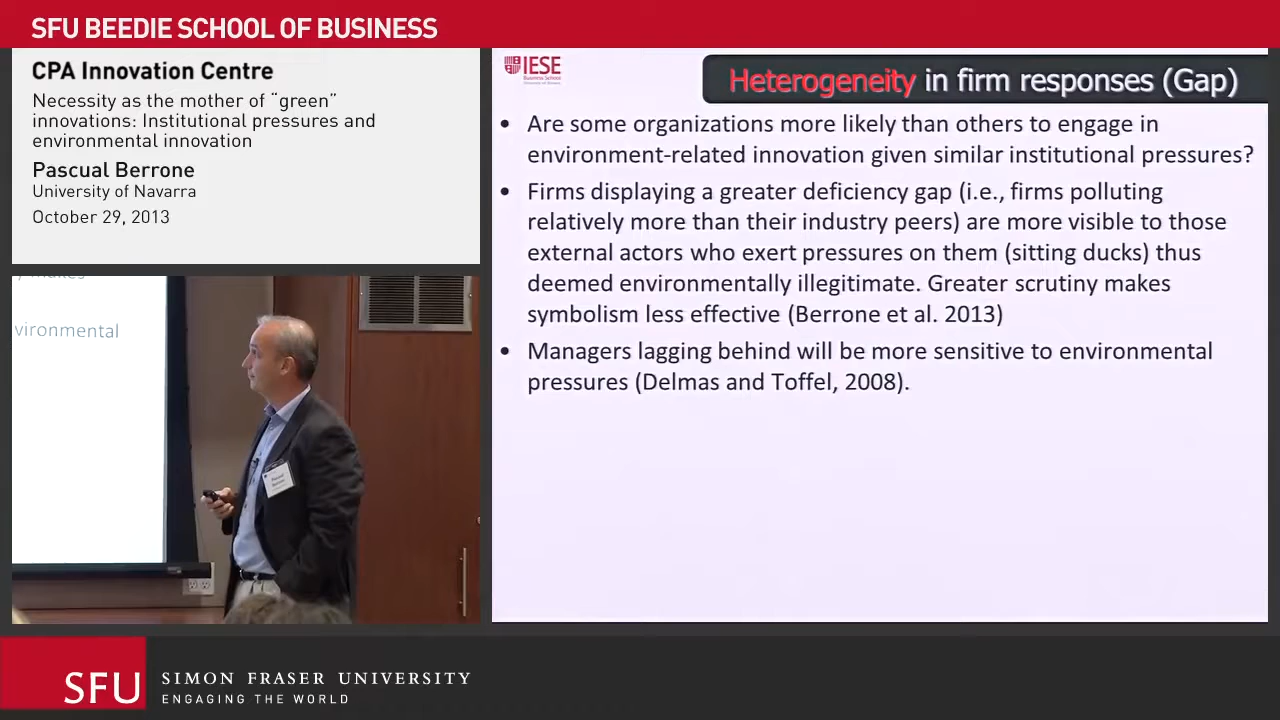 SFU BEEDIE SCHOOL OF BUSINESS
CPA Innovation Centre
Necessity as the mother of "green"
innovations: Institutional pressures and
environmental innovation
Pascual Berrone
University of Navarra
October 29, 2013
IESE
Business School
Heterogeneity in firm responses (Gap)
• Are some organizations more likely than others to engage in
environment-related innovation given similar institutional pressures?
• Firms displaying a greater deficiency gap (i.e., firms polluting
relatively more than their industry peers) are more visible to those
external actors who exert pressures on them (sitting ducks) thus
deemed environmentally illegitimate. Greater scrutiny makes
symbolism less effective (Berrone et al. 2013)
• Managers lagging behind will be more sensitive to environmental
pressures (Delmas and Toffel, 2008).
makes
vironmental
SFU
SIMON FRASER UNIVERSITY
ENGAGING THE WORLD